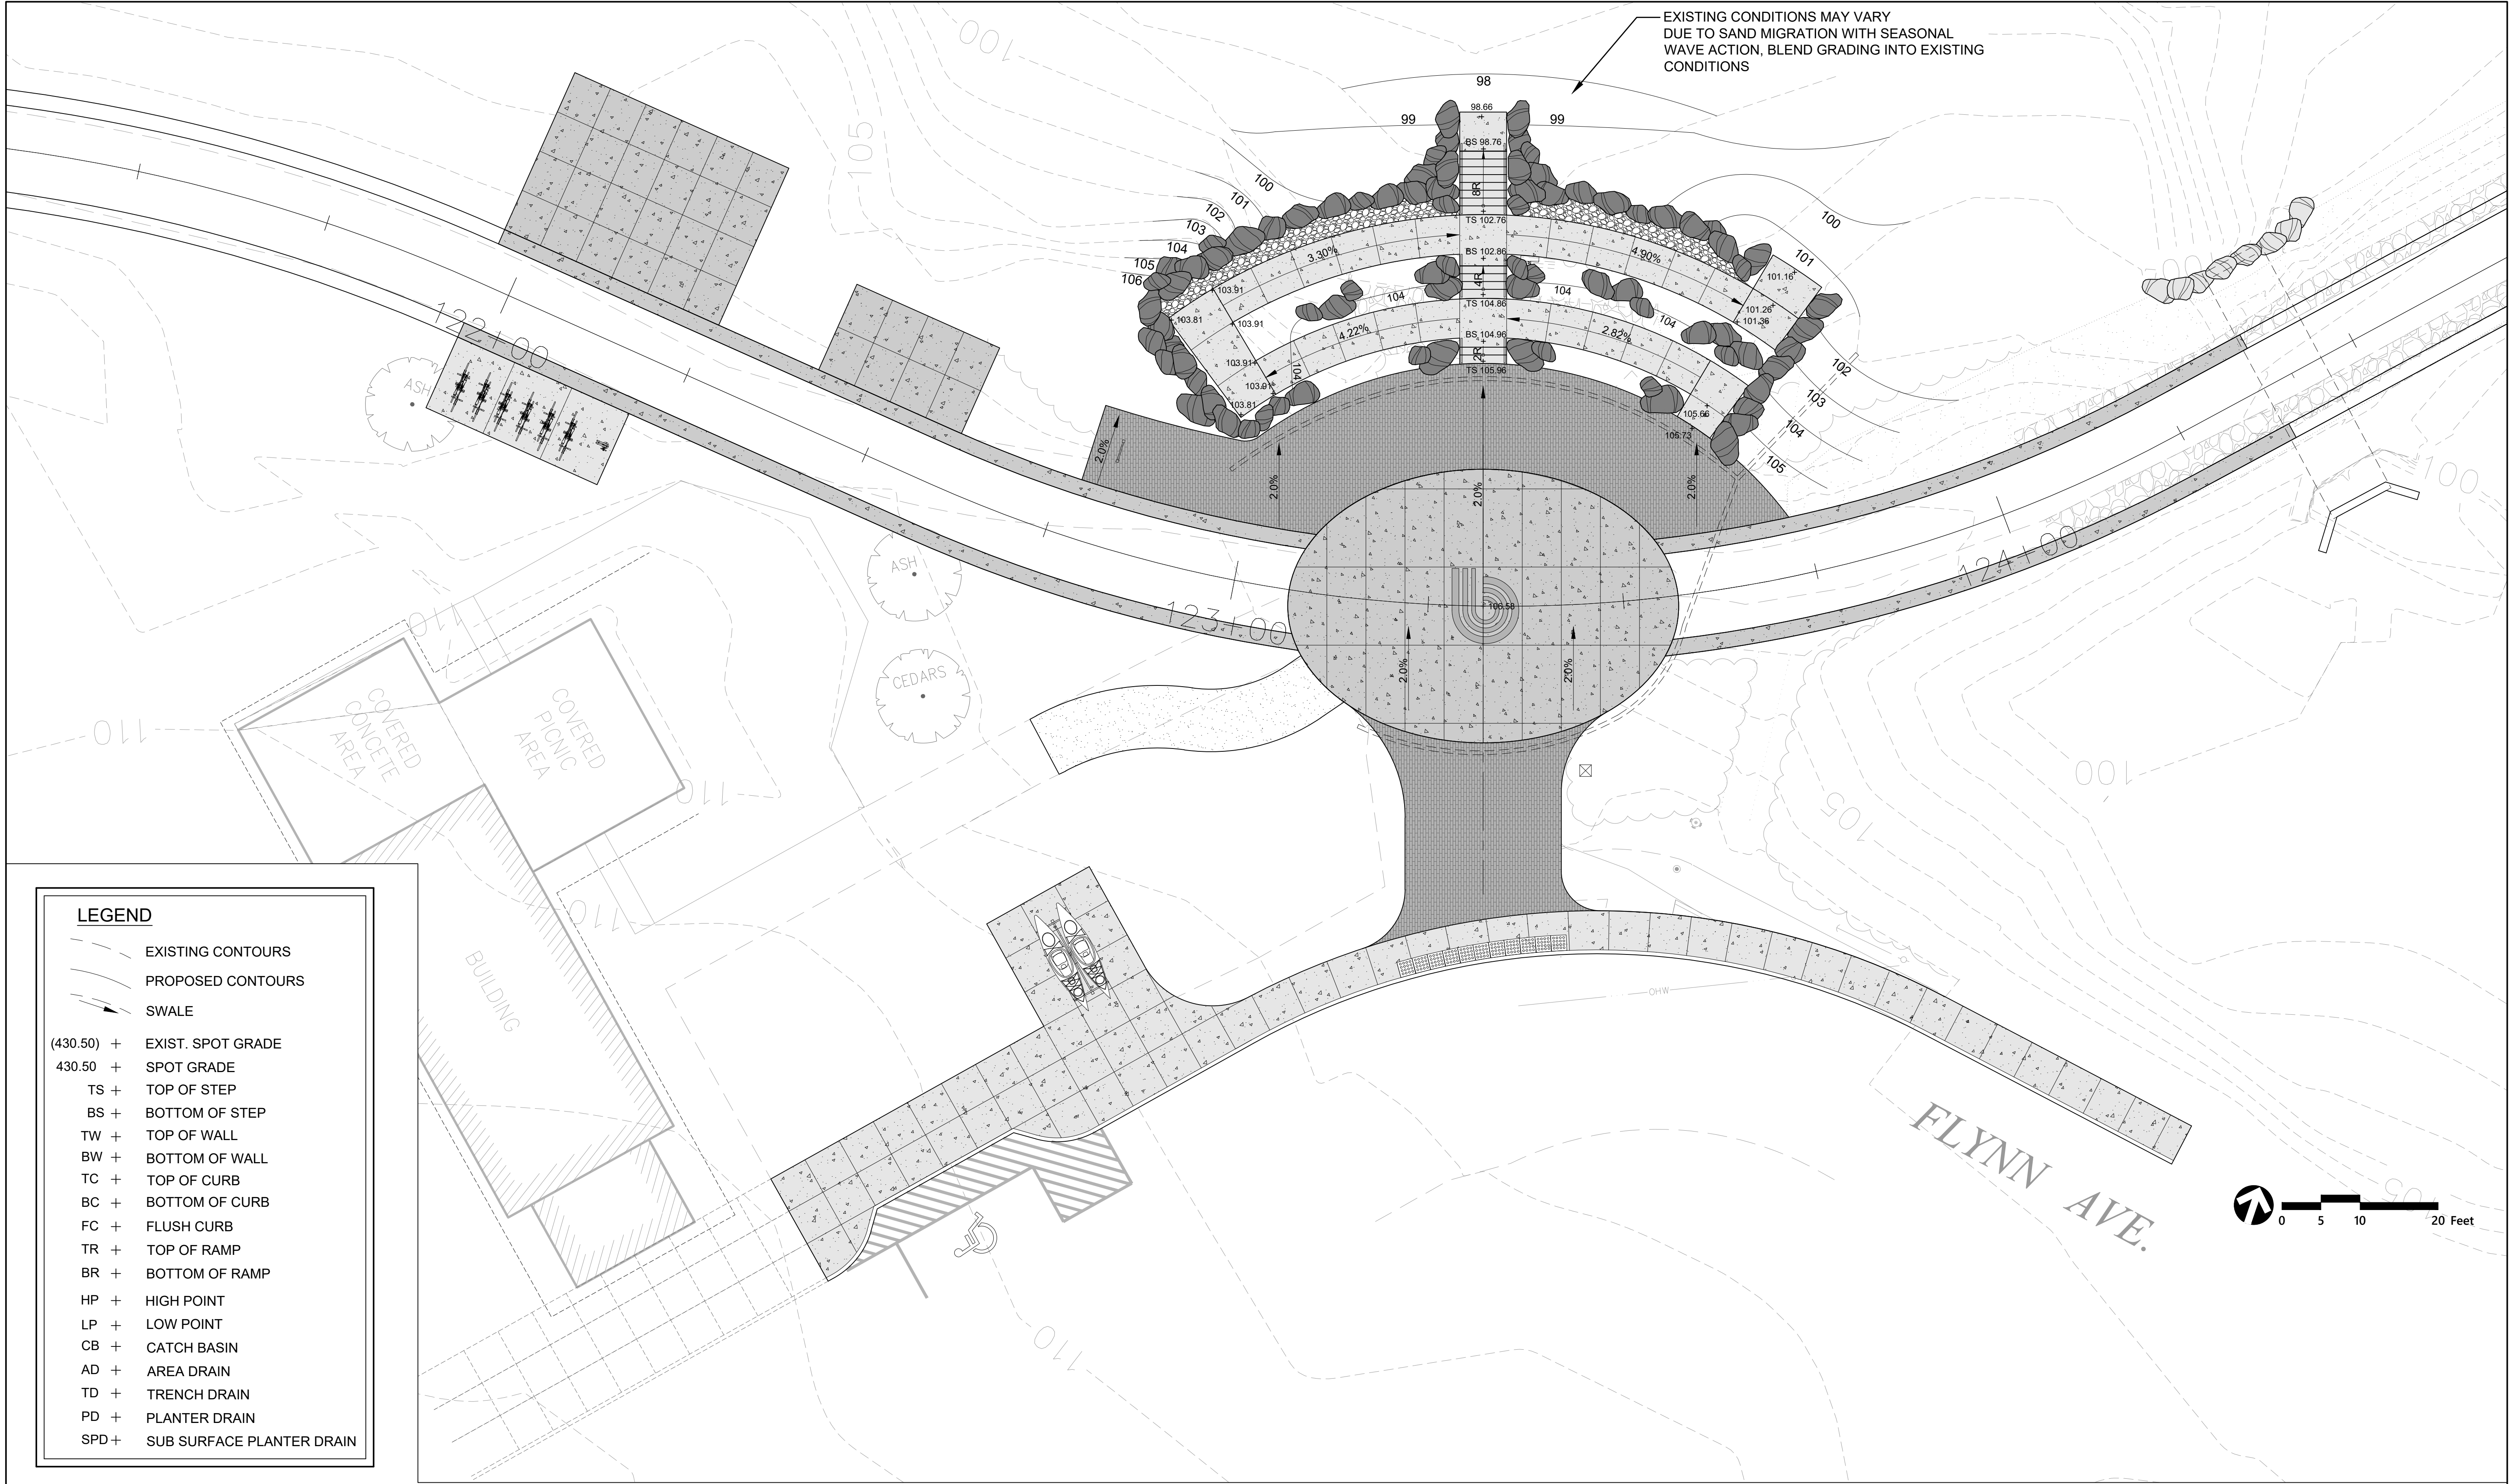 EXISTING CONDITIONS MAY VARY
DUE TO SAND MIGRATION WITH SEASONAL
WAVE ACTION, BLEND GRADING INTO EXISTING
CONDITIONS
100
105
98
98.66
99
99
BS 98.76
8R
TS 102.76
BS 102.86
4R
TS 104.86
BS 104.96
2R
TS 105.96
100
101
102
103
104
105
106
3.30%
4.90%
103.91
103.81
103.91
103.91
103.91
103.81
104
104
104
104
4.22%
2.82%
101.16
101.26
101.36
105.66
105.73
100
101
102
103
104
105
122+00
ASH
2.0%
2.0%
2.0%
2.0%
100
ASH
CEDARS
123+00
124+00
106.58
2.0%
2.0%
110
110
COVERED
CONCETE
AREA
COVERED
PICNIC
AREA
110
110
BUILDING
100
105
OHW
FLYNN AVE.
105
110
0 5 10 20 Feet
LEGEND
EXISTING CONTOURS
PROPOSED CONTOURS
SWALE
(430.50) + EXIST. SPOT GRADE
430.50 + SPOT GRADE
TS + TOP OF STEP
BS + BOTTOM OF STEP
TW + TOP OF WALL
BW + BOTTOM OF WALL
TC + TOP OF CURB
BC + BOTTOM OF CURB
FC + FLUSH CURB
TR + TOP OF RAMP
BR + BOTTOM OF RAMP
HP + HIGH POINT
LP + LOW POINT
CB + CATCH BASIN
AD + AREA DRAIN
TD + TRENCH DRAIN
PD + PLANTER DRAIN
SPD + SUB SURFACE PLANTER DRAIN